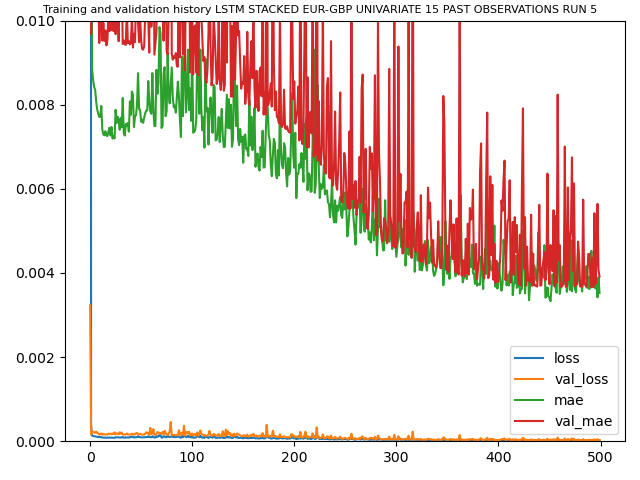 Training and validation history LSTM STACKED EUR-GBP UNIVARIATE 15 PAST OBSERVATIONS RUN 5
0.010
0.008
0.006
0.004
0.002
0.000
loss
val_loss
mae
val_mae
0 100 200 300 400 500